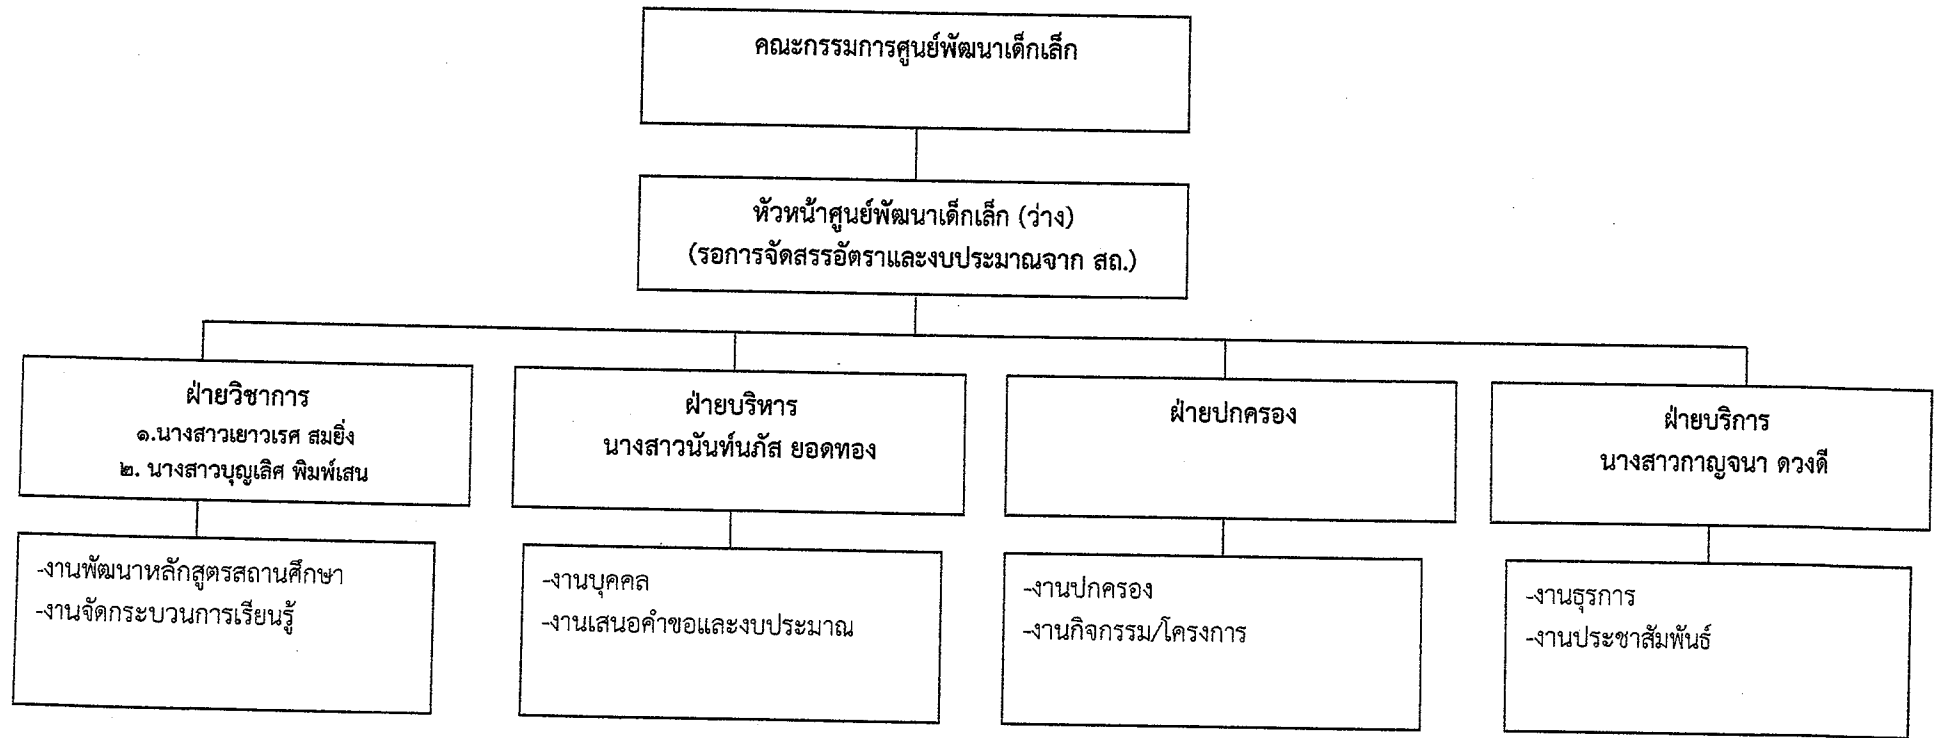 คณะกรรมการศูนย์พัฒนาเด็กเล็ก
หัวหน้าศูนย์พัฒนาเด็กเล็ก (ว่าง)
(รอการจัดสรรอัตราและงบประมาณจาก สถ.)
ฝ่ายวิชาการ
๑.นางสาวเยาวเรศ สมยิ่ง
๒. นางสาวบุญเลิศ พิมพ์เสน
-งานพัฒนาหลักสูตรสถานศึกษา
-งานจัดกระบวนการเรียนรู้
ฝ่ายบริหาร
นางสาวนันท์นภัส ยอดทอง
-งานบุคคล
-งานเสนอคำขอและงบประมาณ
ฝ่ายปกครอง
-งานปกครอง
-งานกิจกรรม/โครงการ
ฝ่ายบริการ
นางสาวกาญจนา ดวงดี
-งานธุรการ
-งานประชาสัมพันธ์